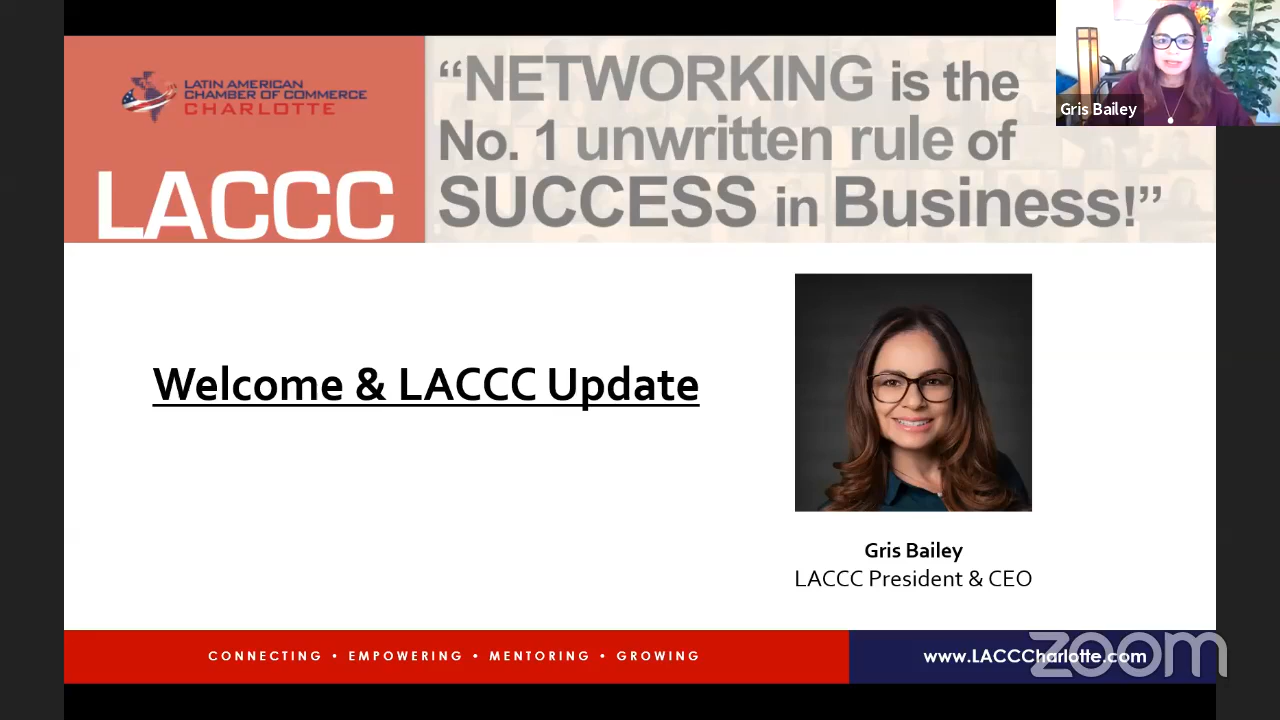 LATIN AMERICAN
CHAMBER OF COMMERCE
CHARLOTTE
LACCC
“NETWORKING is the
No. 1 unwritten rule of
SUCCESS in Business!”
Gris Bailey
Welcome & LACCC Update
Gris Bailey
LACCC President & CEO
CONNECTING • EMPOWERING • MENTORING • GROWING
www.LACCCharlotte.com
zoom